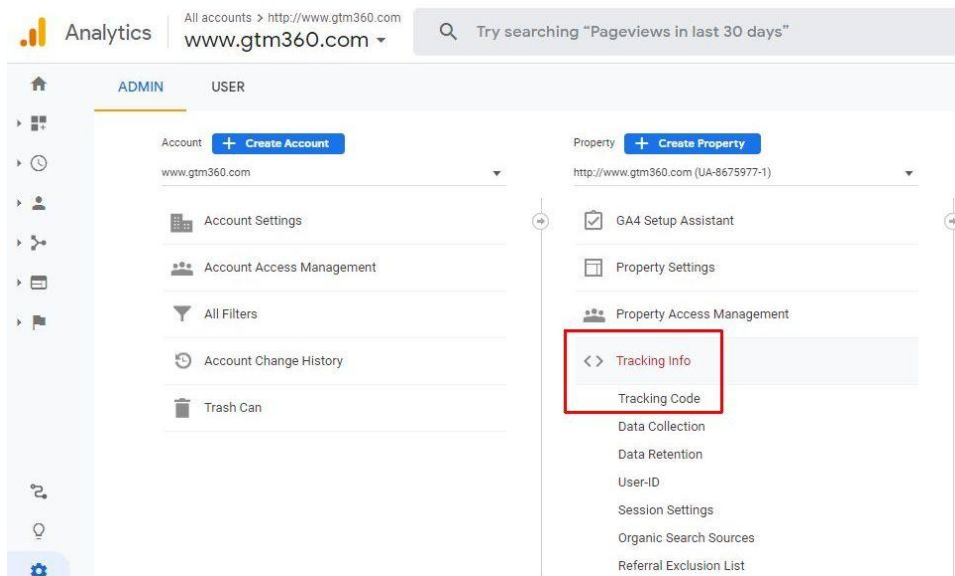 Analytics
All accounts > http://www.gtm360.com
www.gtm360.com
Try searching “Pageviews in last 30 days”
ADMIN
USER
Account
+ Create Account
www.gtm360.com
Account Settings
Account Access Management
All Filters
Account Change History
Trash Can
Property
+ Create Property
http://www.gtm360.com (UA-8675977-1)
GA4 Setup Assistant
Property Settings
Property Access Management
<> Tracking Info
Tracking Code
Data Collection
Data Retention
User-ID
Session Settings
Organic Search Sources
Referral Exclusion List